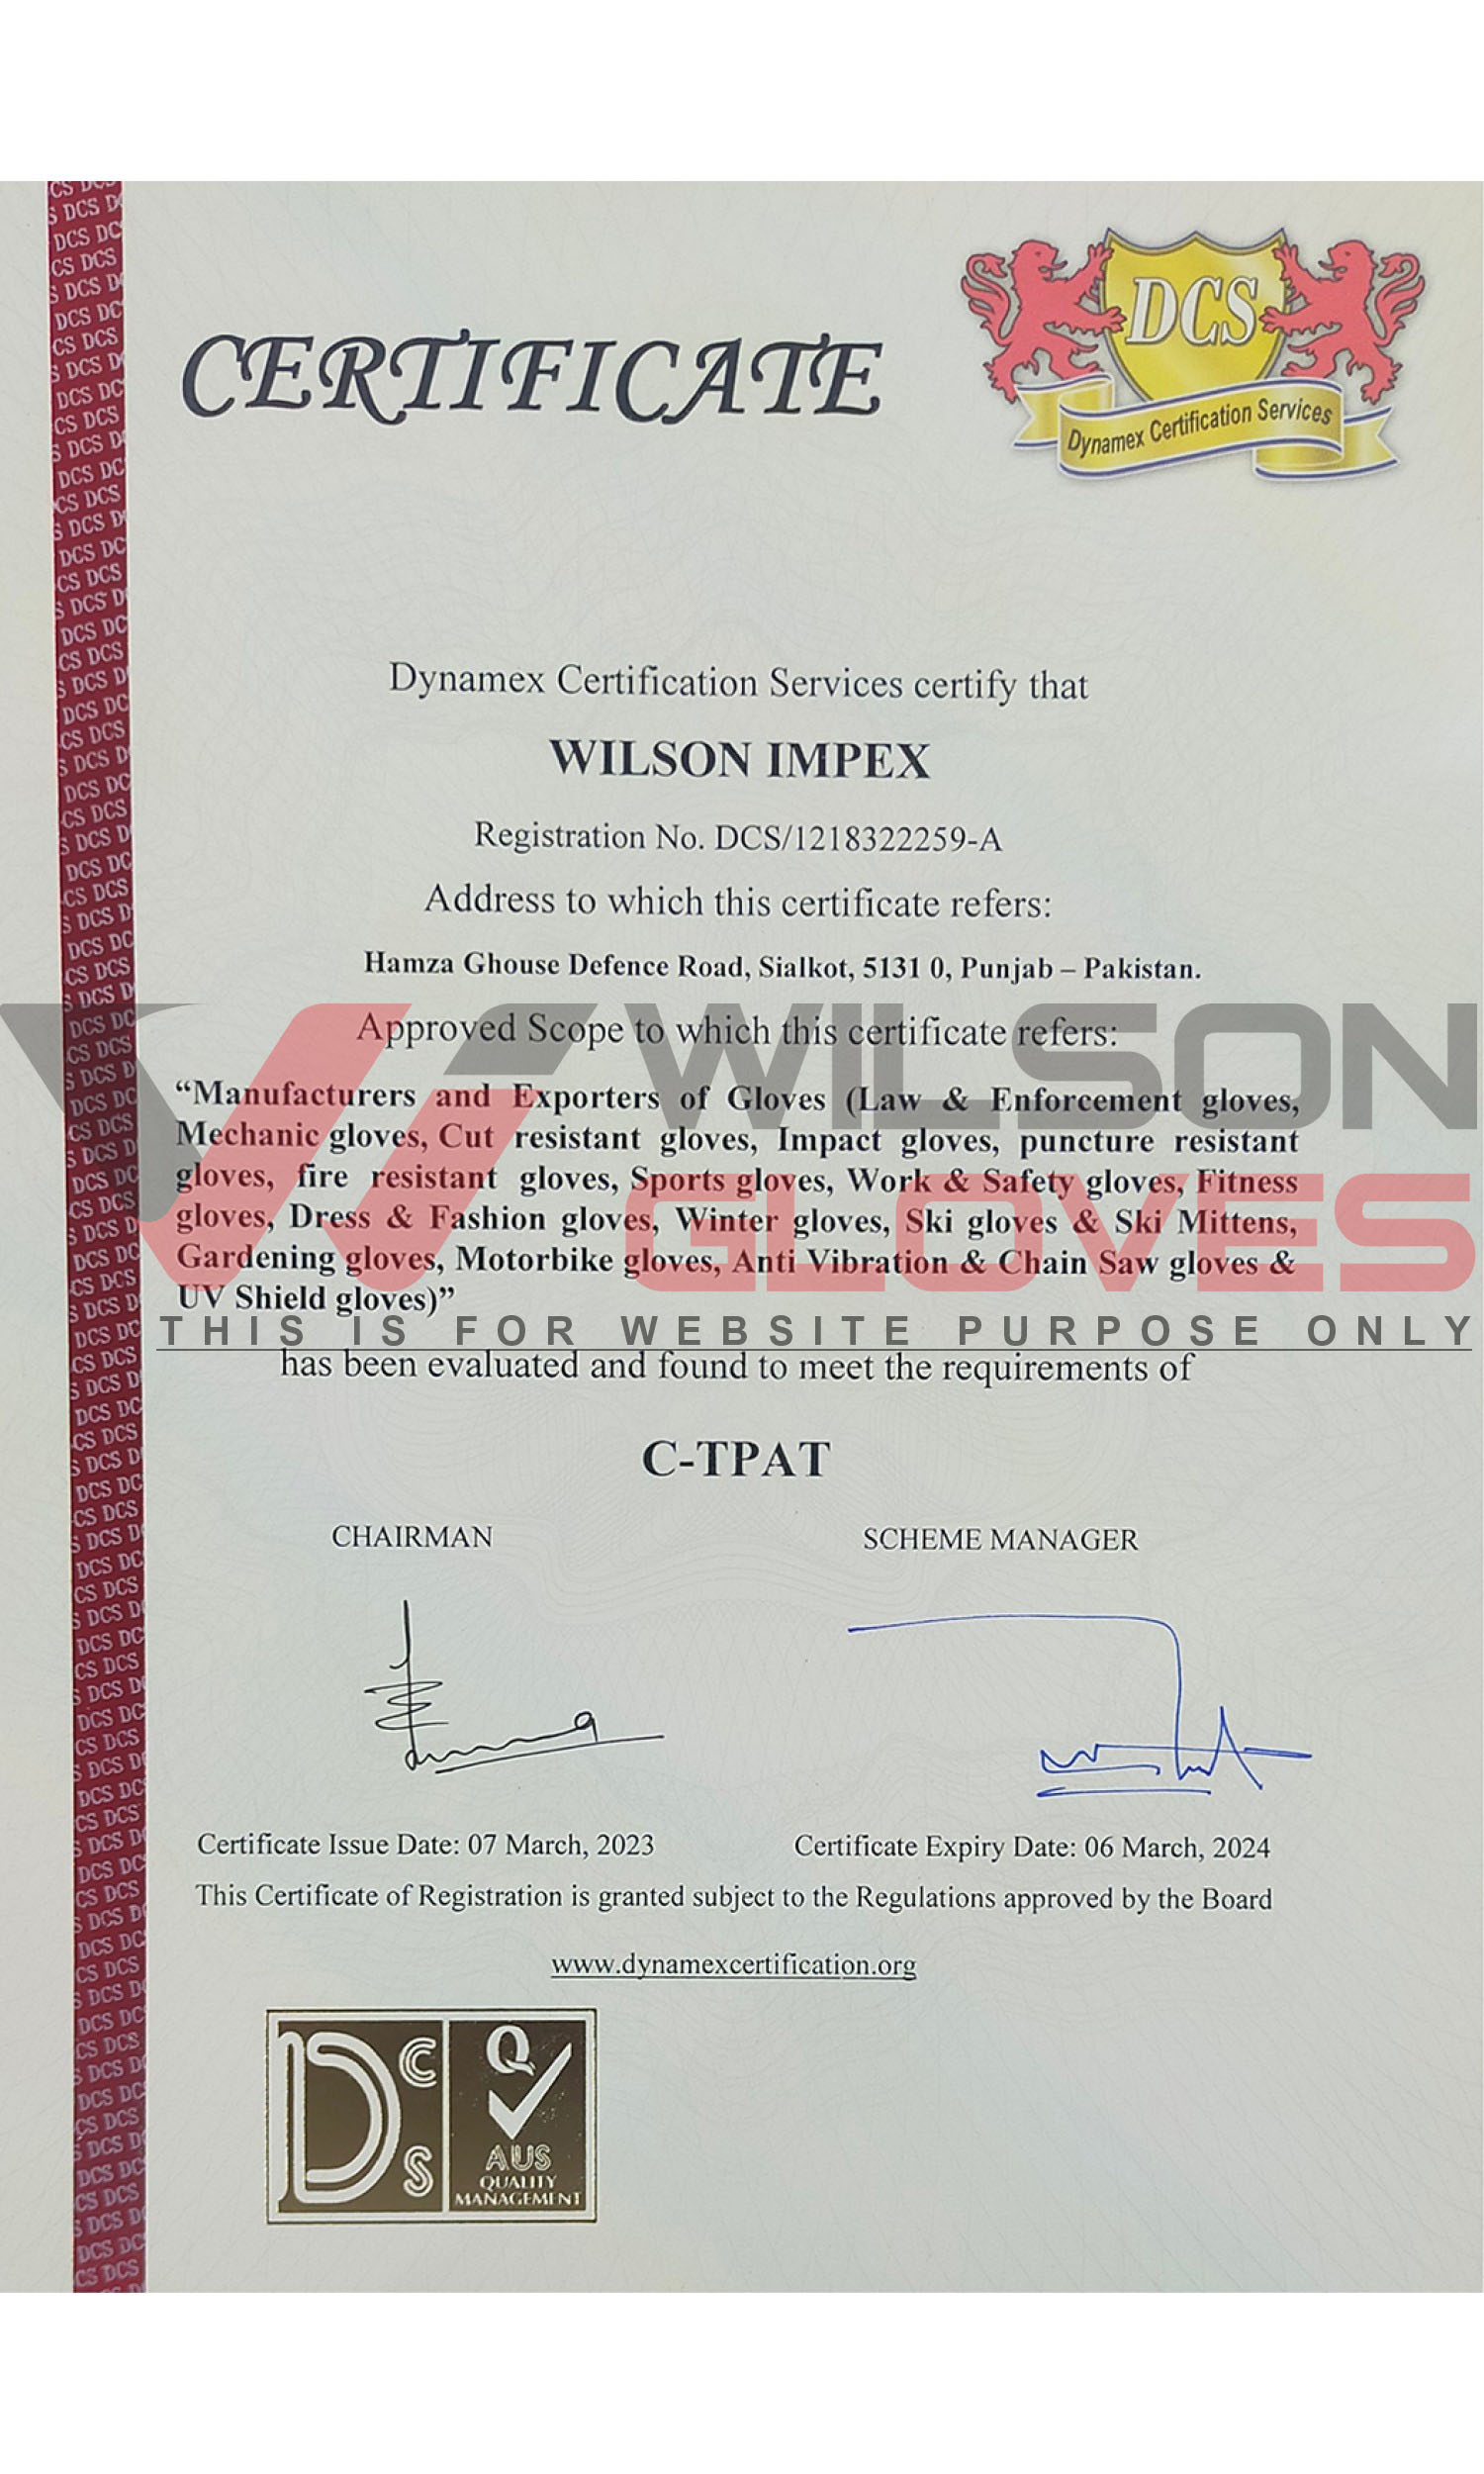 CERTIFICATE
DCS
Dynamex Certification Services
Dynamex Certification Services certify that
WILSON IMPEX
Registration No. DCS/1218322259-A
Address to which this certificate refers:
Hamza Ghouse Defence Road, Sialkot, 5131 0, Punjab – Pakistan.
WILSON
Approved Scope to which this certificate refers:
“Manufacturers and Exporters of Gloves (Law & Enforcement gloves,
Mechanic gloves, Cut resistant gloves, Impact gloves, puncture resistant
gloves, fire resistant gloves, Sports gloves, Work & Safety gloves, Fitness
gloves, Dress & Fashion gloves, Winter gloves, Ski gloves & Ski Mittens,
Gardening gloves, Motorbike gloves, Anti Vibration & Chain Saw gloves &
UV Shield gloves)”
GLOVES
THIS IS FOR WEBSITE PURPOSE ONLY
has been evaluated and found to meet the requirements of
C-TPAT
CHAIRMAN
SCHEME MANAGER
Certificate Issue Date: 07 March, 2023
Certificate Expiry Date: 06 March, 2024
This Certificate of Registration is granted subject to the Regulations approved by the Board
www.dynamexcertification.org
DCS
Q
AUS
QUALITY
MANAGEMENT